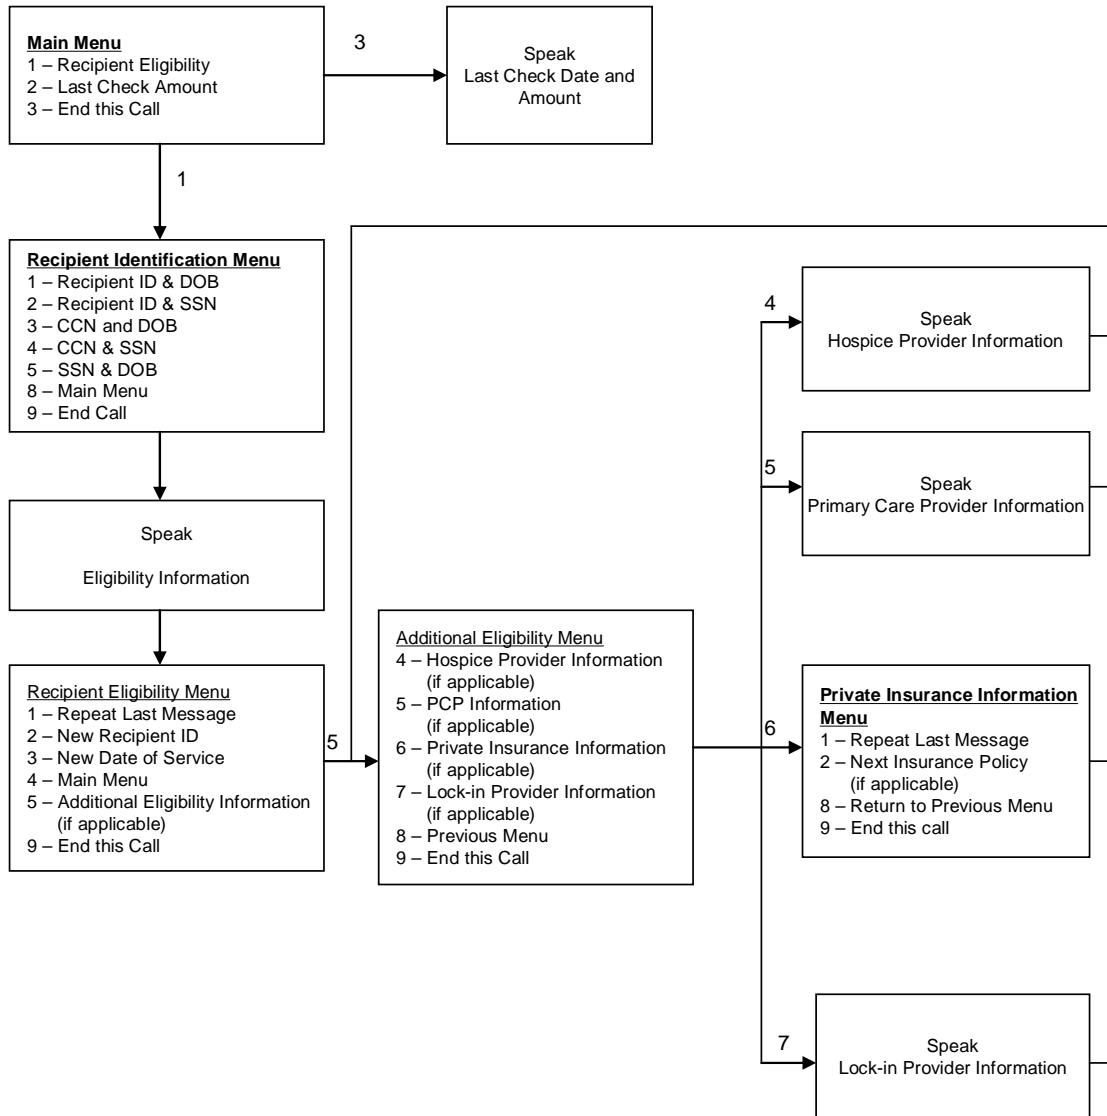 Main Menu
1 – Recipient Eligibility
2 – Last Check Amount
3 – End this Call
3
Speak
Last Check Date and
Amount
1
Recipient Identification Menu
1 – Recipient ID & DOB
2 – Recipient ID & SSN
3 – CCN and DOB
4 – CCN & SSN
5 – SSN & DOB
8 – Main Menu
9 – End Call
Speak
Eligibility Information
Recipient Eligibility Menu
1 – Repeat Last Message
2 – New Recipient ID
3 – New Date of Service
4 – Main Menu
5 – Additional Eligibility Information
(if applicable)
9 – End this Call
5
Additional Eligibility Menu
4 – Hospice Provider Information
(if applicable)
5 – PCP Information
(if applicable)
6 – Private Insurance Information
(if applicable)
7 – Lock-in Provider Information
(if applicable)
8 – Previous Menu
9 – End this Call
4
Speak
Hospice Provider Information
5
Speak
Primary Care Provider Information
6
Private Insurance Information
Menu
1 – Repeat Last Message
2 – Next Insurance Policy
(if applicable)
8 – Return to Previous Menu
9 – End this call
7
Speak
Lock-in Provider Information